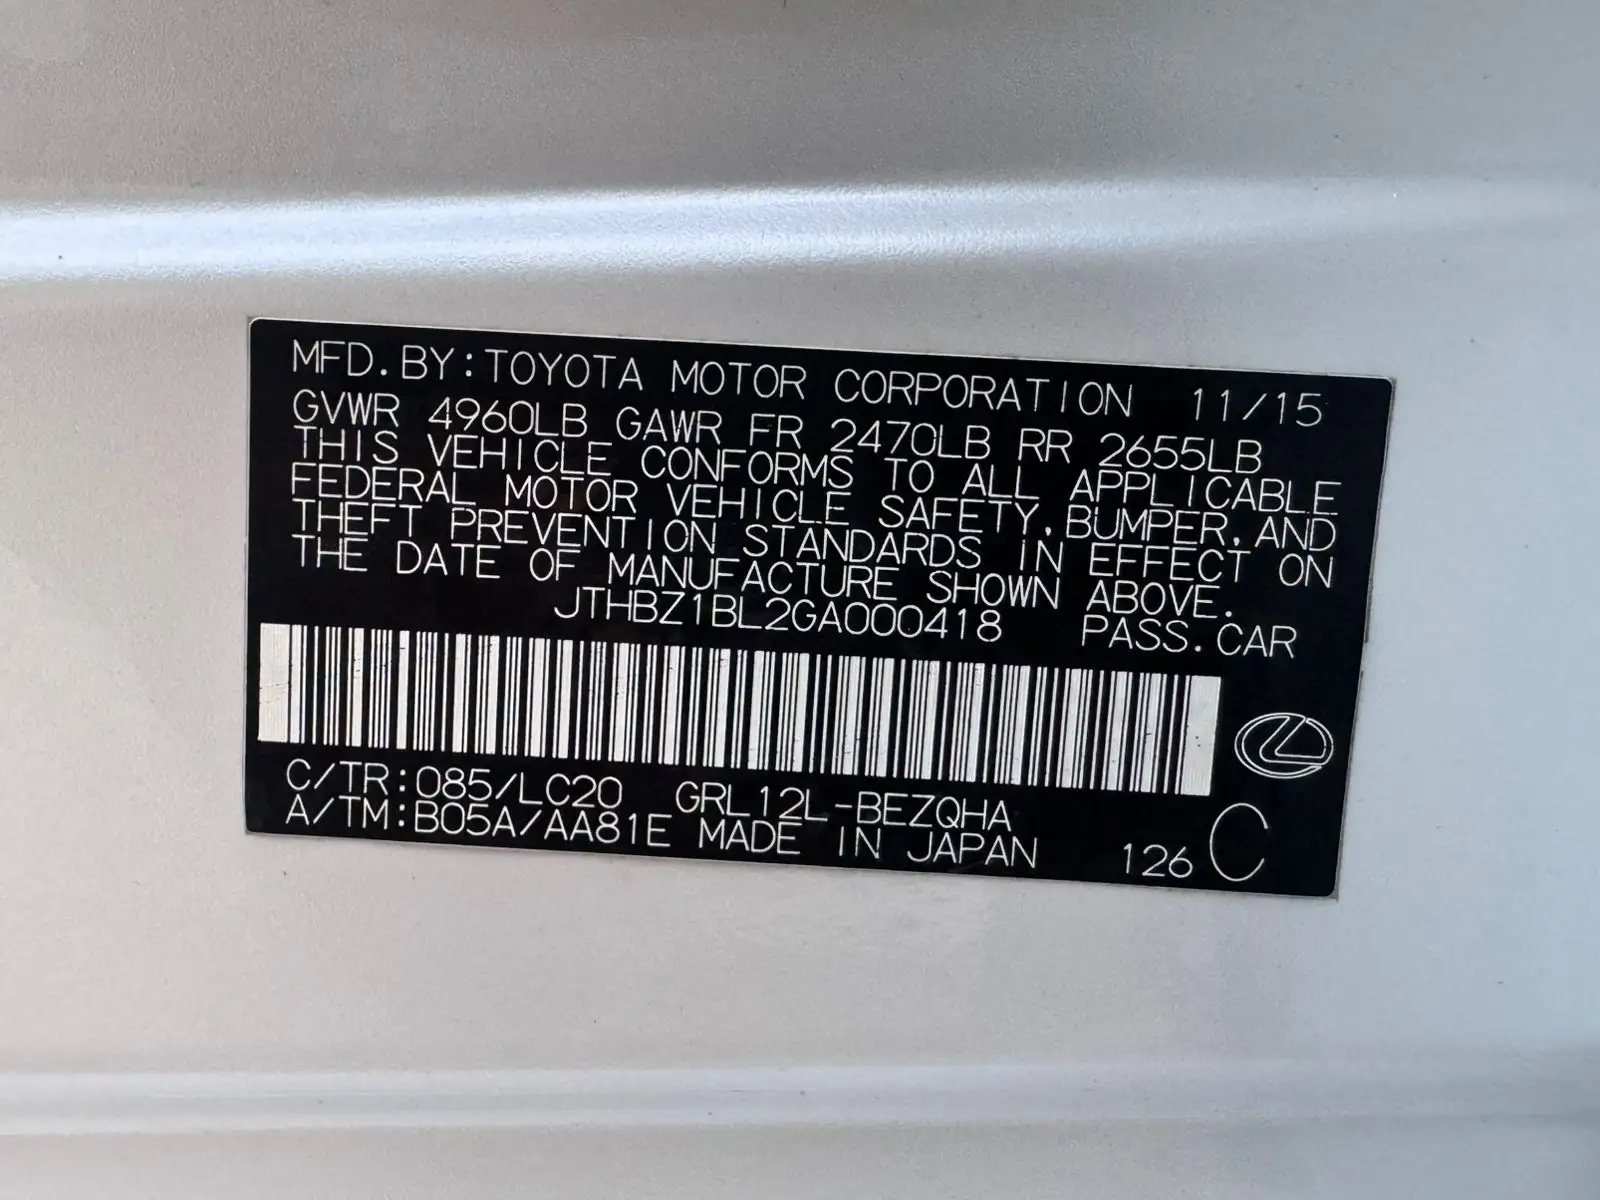 MFD.BY:TOYOTA MOTOR CORPORATION 11/15
GVWR 4960LB GAWR FR 2470LB RR 2655LB
THIS VEHICLE CONFORMS TO ALL APPLICABLE
FEDERAL MOTOR VEHICLE SAFETY,BUMPER,AND
THEFT PREVENTION STANDARDS IN EFFECT ON
THE DATE OF MANUFACTURE SHOWN ABOVE.
JTHBZ1BL2GA000418 PASS.CAR
C/TR:085/LC20 GRL12L-BEZQHA
A/TM:B05A/AA81E MADE IN JAPAN 126 C